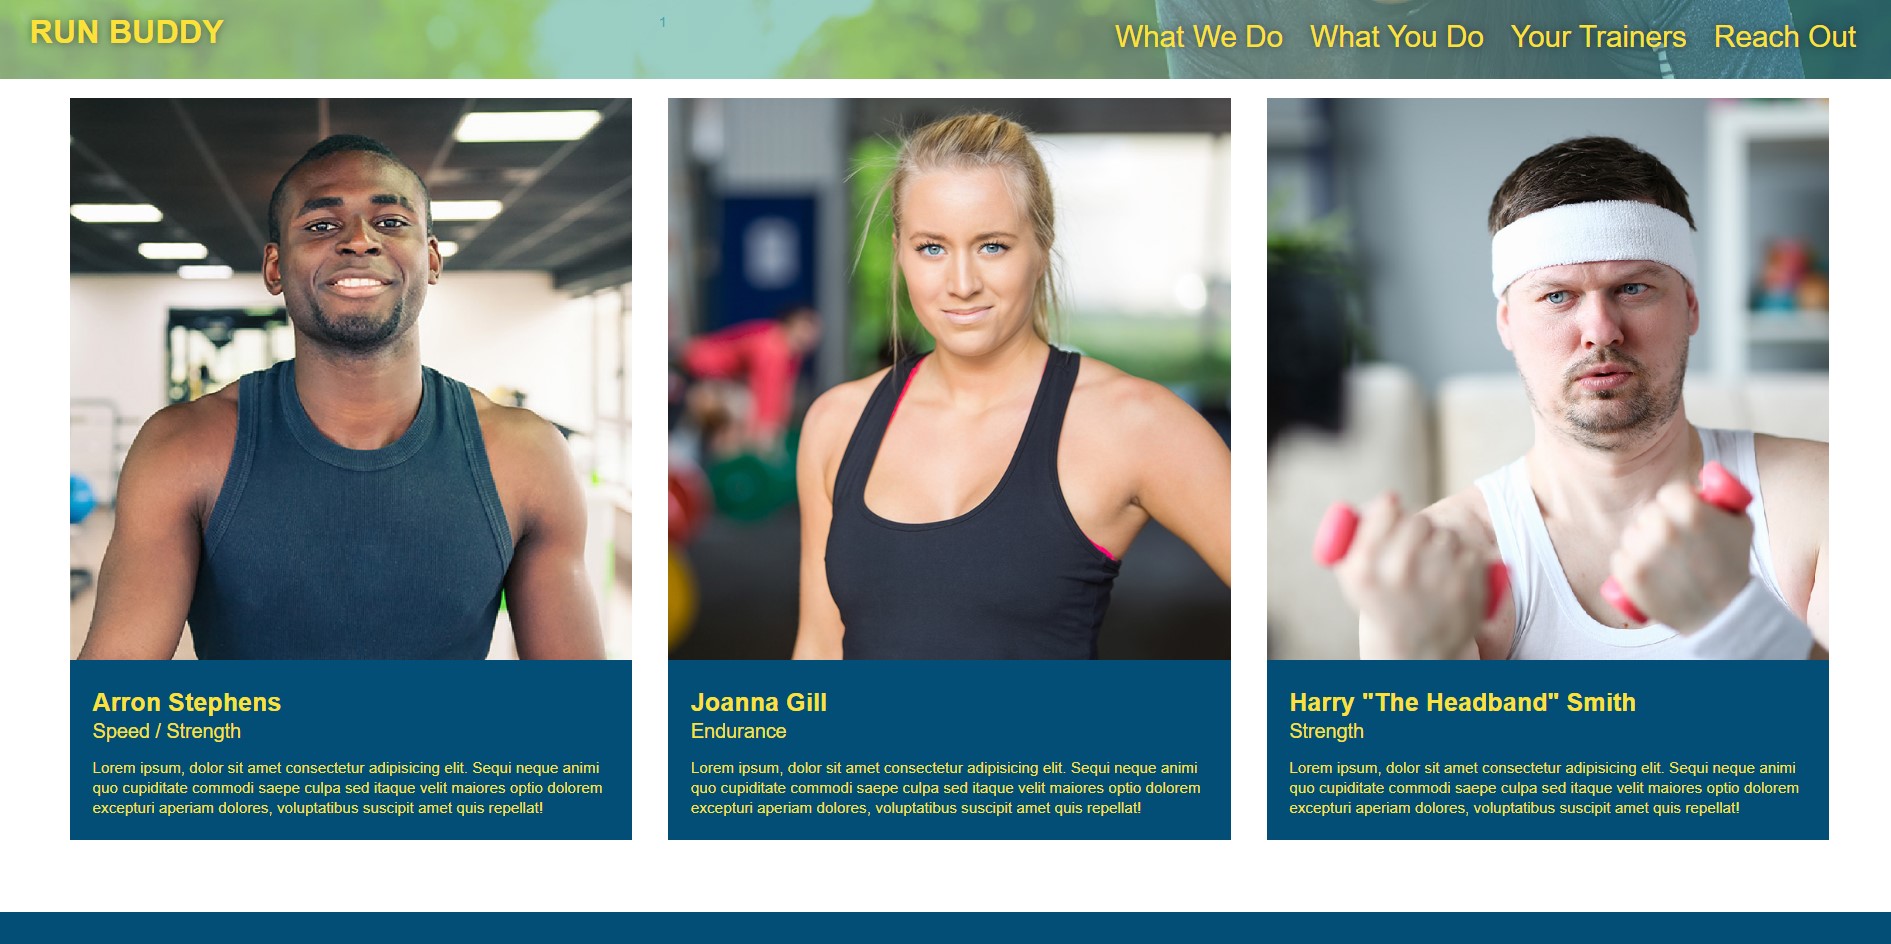 RUN BUDDY
1
What We Do What You Do Your Trainers Reach Out
Arron Stephens
Speed / Strength
Lorem ipsum, dolor sit amet consectetur adipisicing elit. Sequi neque animi
quo cupiditate commodi saepe culpa sed itaque velit maiores optio dolorem
excepturi aperiam dolores, voluptatibus suscipit amet quis repellat!
Joanna Gill
Endurance
Lorem ipsum, dolor sit amet consectetur adipisicing elit. Sequi neque animi
quo cupiditate commodi saepe culpa sed itaque velit maiores optio dolorem
excepturi aperiam dolores, voluptatibus suscipit amet quis repellat!
Harry "The Headband" Smith
Strength
Lorem ipsum, dolor sit amet consectetur adipisicing elit. Sequi neque animi
quo cupiditate commodi saepe culpa sed itaque velit maiores optio dolorem
excepturi aperiam dolores, voluptatibus suscipit amet quis repellat!